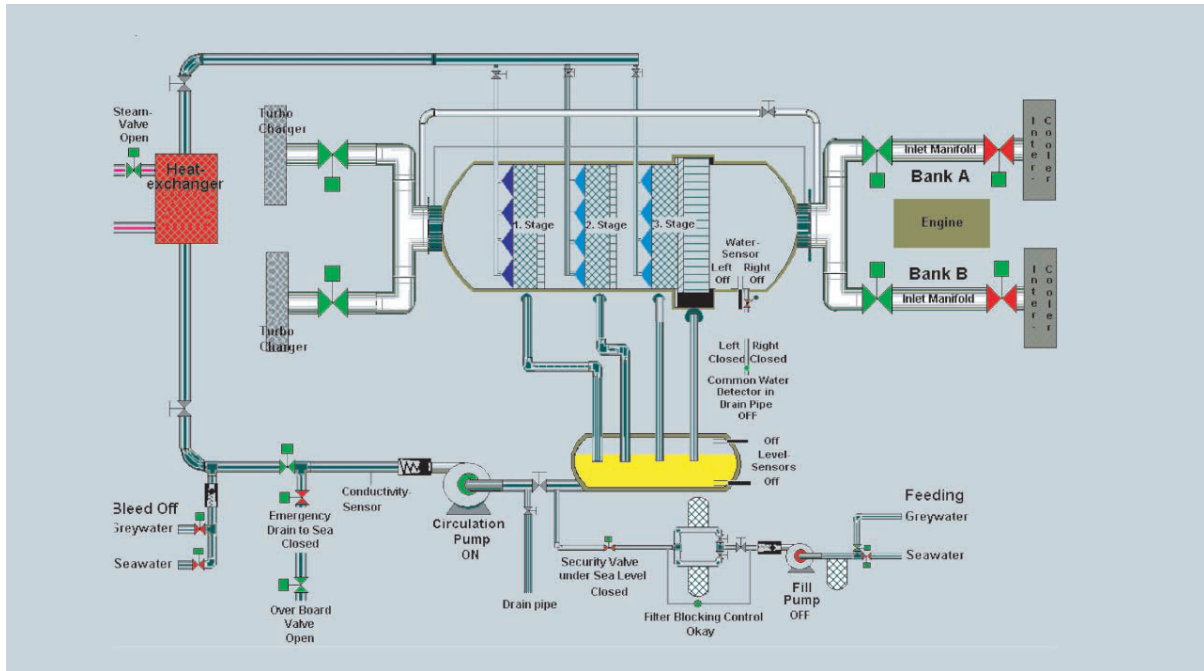 Steam-
Valve
Open
Heat-
exchanger
Turbo
Charger
Turbo
Charger
1. Stage
2. Stage
3. Stage
Water-
Sensor
Left Right
Off Off
Inlet Manifold
Bank A
Engine
Bank B
Inlet Manifold
Inter-
Cooler
Inter-
Cooler
Left Right
Closed Closed
Common Water
Detector in
Drain Pipe
OFF
Off
Level-
Sensors
Off
Bleed Off
Greywater
Seawater
Emergency
Drain to Sea
Closed
Over Board
Valve
Open
Conductivity-
Sensor
Circulation
Pump
ON
Drain pipe
Security Valve
under Sea Level
Closed
Filter Blocking Control
Okay
Fill
Pump
OFF
Feeding
Greywater
Seawater